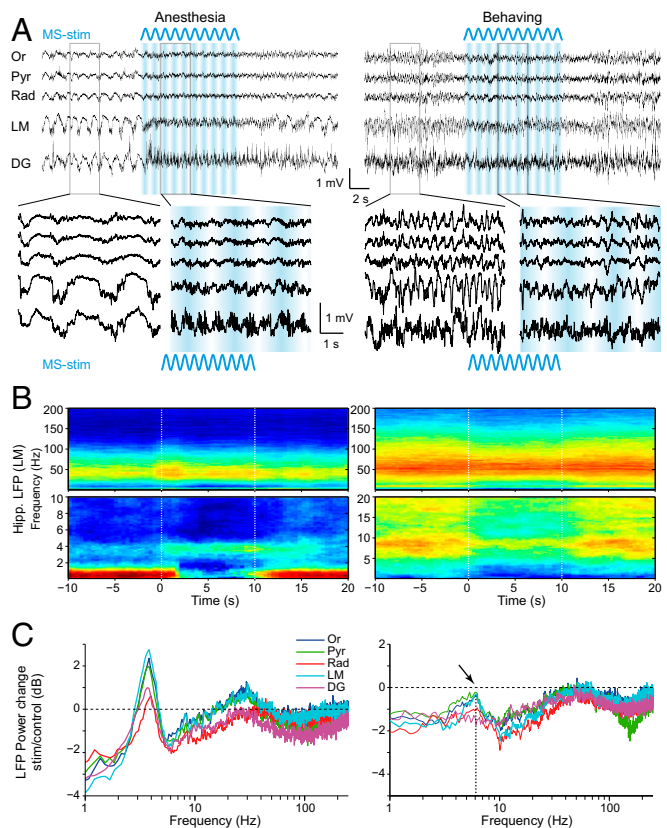 A
Anesthesia
Behaving
MS-stim
Or
Pyr
Rad
LM
DG
1 mV
2 s
1 mV
1 s
1 mV
1 s
MS-stim
B
Hipp. LFP (LM)
Frequency (Hz)
200
150
100
50
200
150
100
50
10
8
6
4
2
20
15
10
5
−10 −5 0 5 10 15 20
−10 −5 0 5 10 15 20
Time (s)
Time (s)
C
LFP Power change
stim/control (dB)
2
0
−2
−4
Or
Pyr
Rad
LM
DG
2
0
−2
−4
5
1 10 100
1 10 100
Frequency (Hz)
Frequency (Hz)